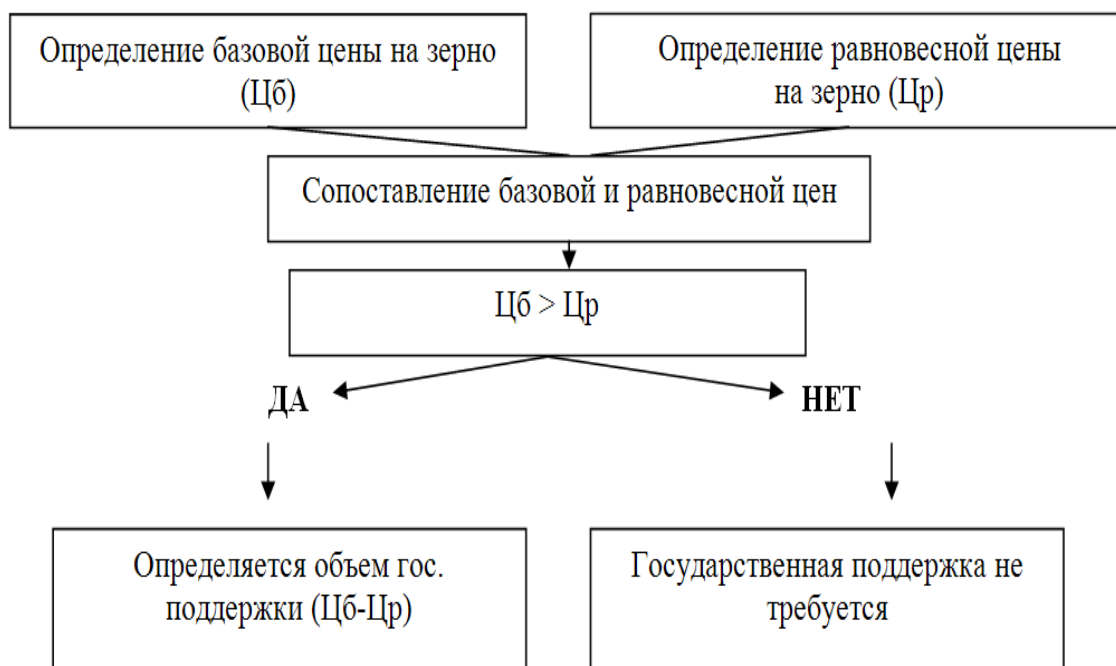 Определение базовой цены на зерно
(Цб)
Определение равновесной цены
на зерно (Цр)
Сопоставление базовой и равновесной цен
Цб > Цр
ДА
НЕТ
Определяется объем гос.
поддержки (Цб-Цр)
Государственная поддержка не
требуется